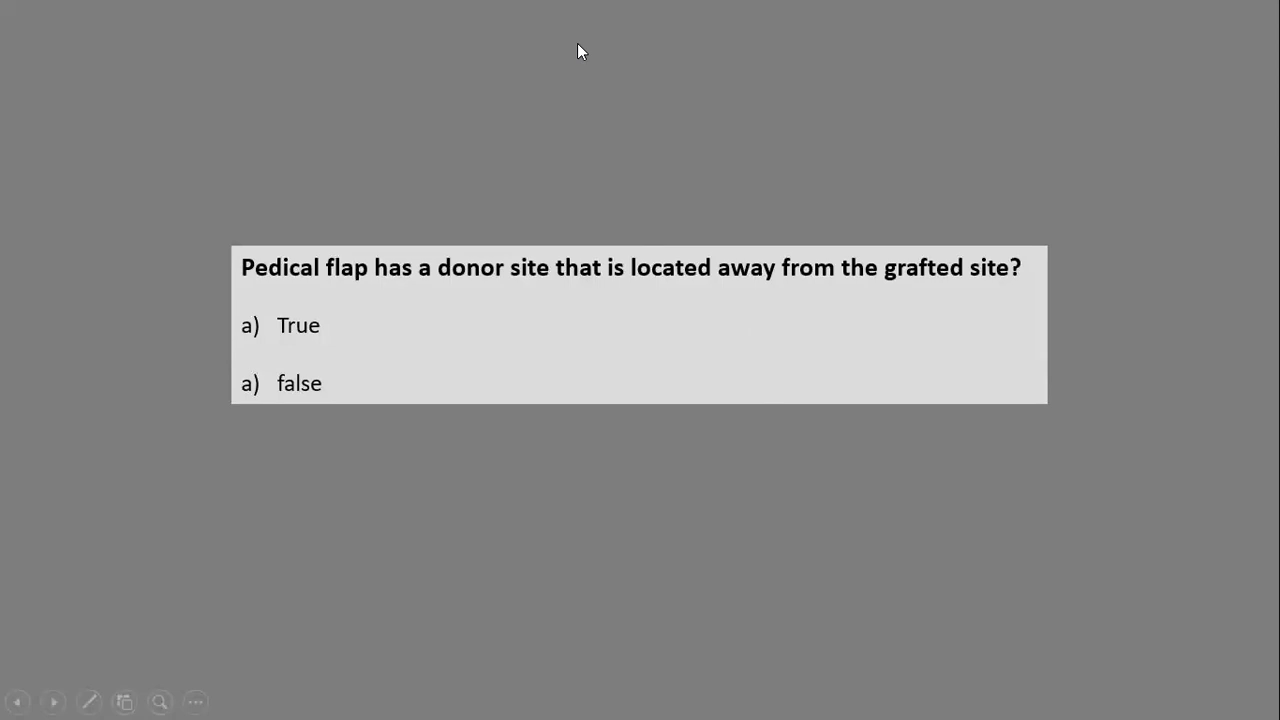 Pedical flap has a donor site that is located away from the grafted site?
a) True
a) false